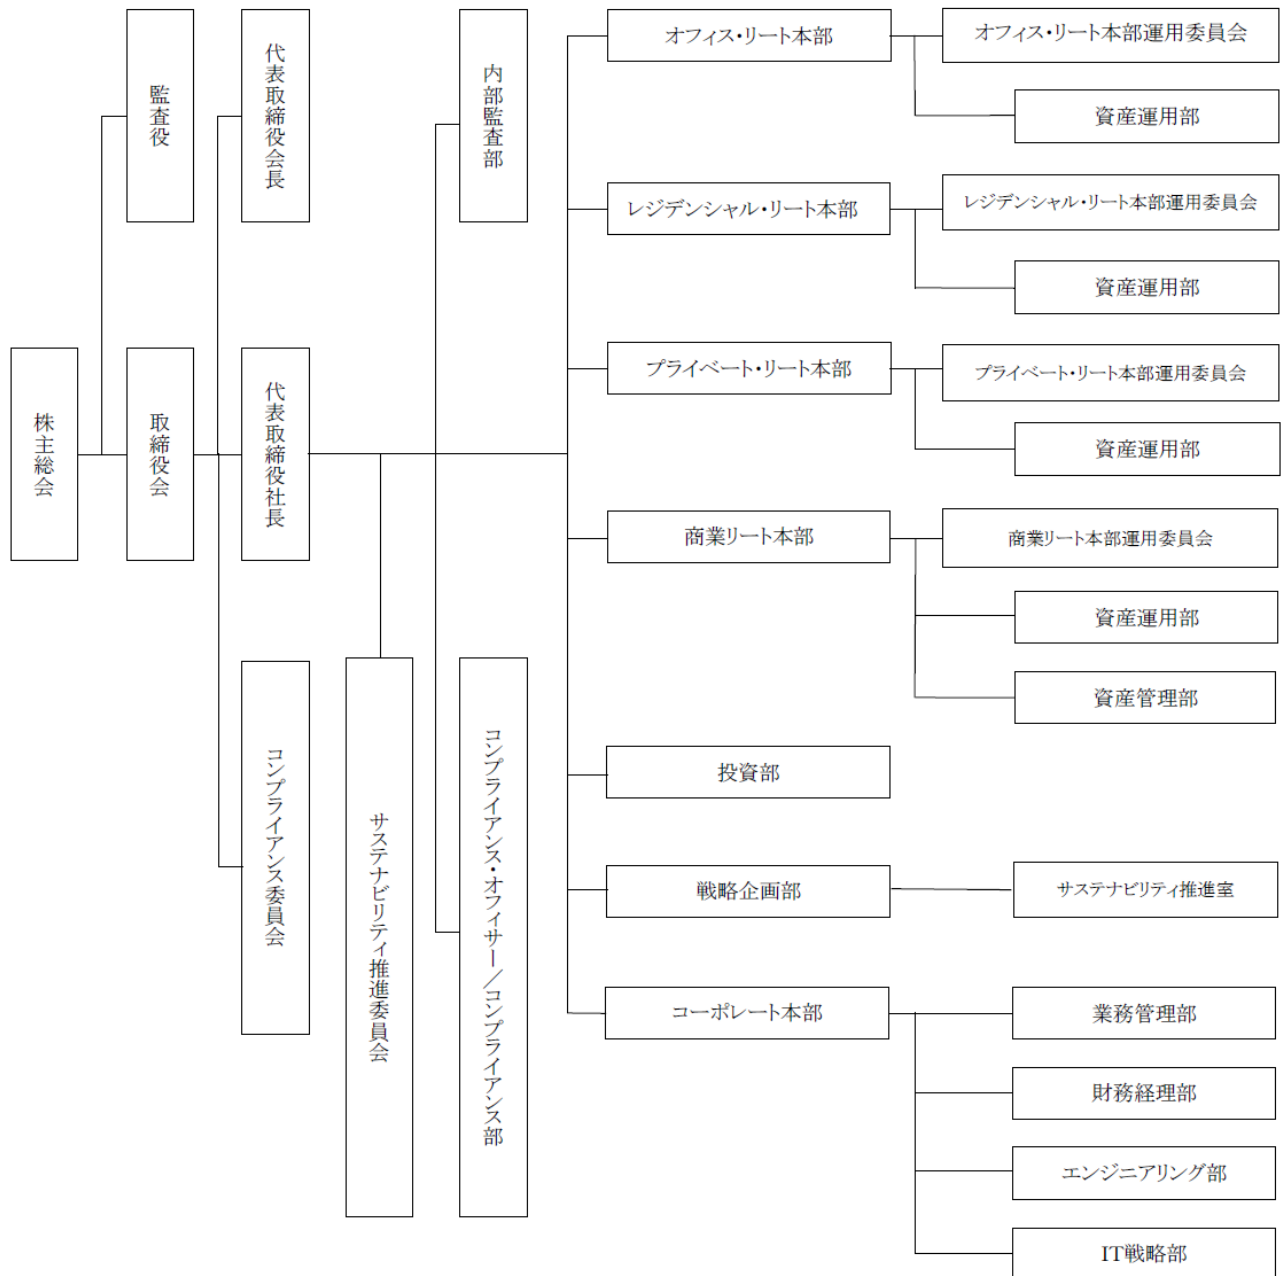 株主総会
監査役
取締役会
代表取締役会長
代表取締役社長
コンプライアンス委員会
サステナビリティ推進委員会
内部監査部
コンプライアンス・オフィサー／コンプライアンス部
オフィス・リート本部
オフィス・リート本部運用委員会
資産運用部
レジデンシャル・リート本部
レジデンシャル・リート本部運用委員会
資産運用部
プライベート・リート本部
プライベート・リート本部運用委員会
資産運用部
商業リート本部
商業リート本部運用委員会
資産運用部
資産管理部
投資部
戦略企画部
サステナビリティ推進室
コーポレート本部
業務管理部
財務経理部
エンジニアリング部
IT戦略部